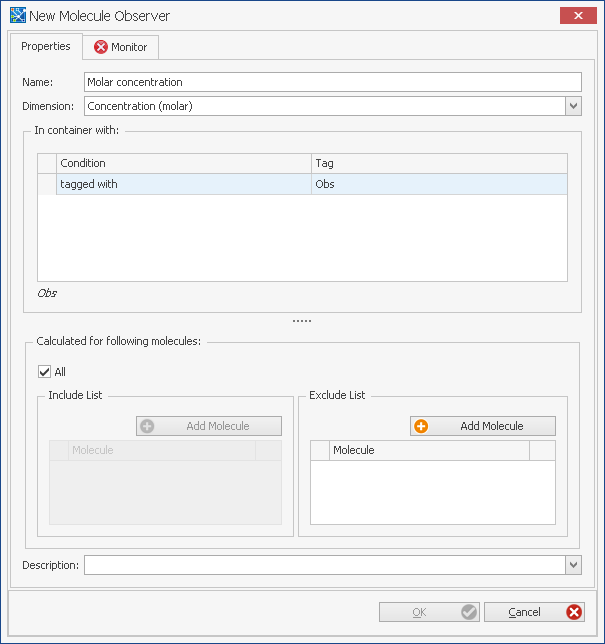 New Molecule Observer
Properties
Monitor
Name:
Molar concentration
Dimension:
Concentration (molar)
In container with:
Condition
Tag
tagged with
Obs
Obs
Calculated for following molecules:
All
Include List
Exclude List
Add Molecule
Add Molecule
Molecule
Molecule
Description:
OK
Cancel